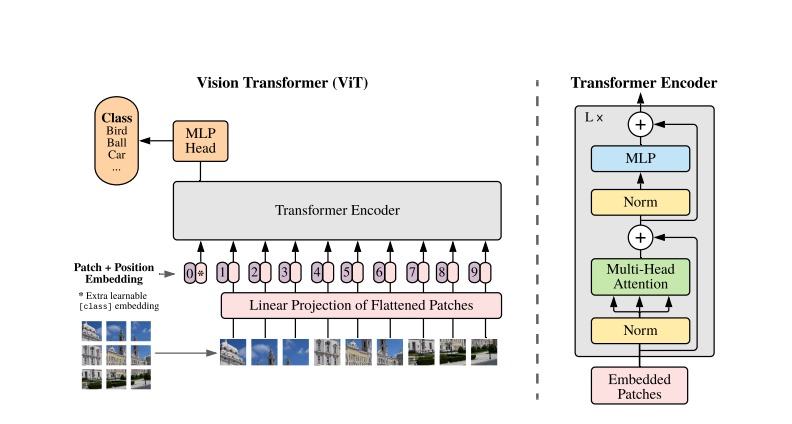 Vision Transformer (ViT)
Class
Bird
Ball
Car
...
MLP
Head
Transformer Encoder
Patch + Position
Embedding
* Extra learnable
[class] embedding
0 * 1 2 3 4 5 6 7 8 9
Linear Projection of Flattened Patches
Transformer Encoder
L x
+
MLP
Norm
+
Multi-Head
Attention
Norm
Embedded
Patches